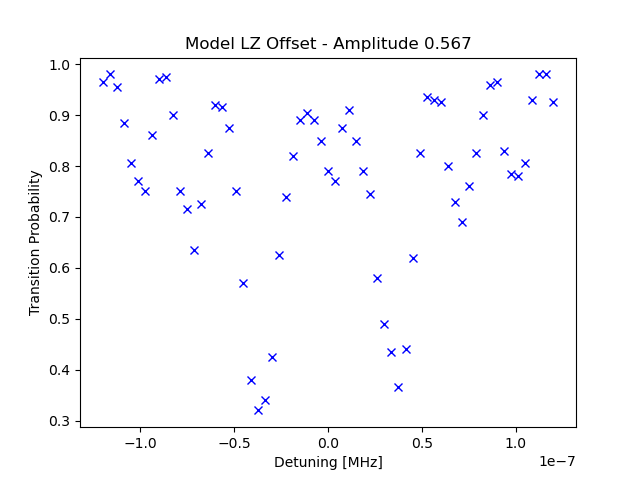 Model LZ Offset - Amplitude 0.567
1.0
0.9
0.8
0.7
0.6
0.5
0.4
0.3
Transition Probability
−1.0 −0.5 0.0 0.5 1.0
1e−7
Detuning [MHz]